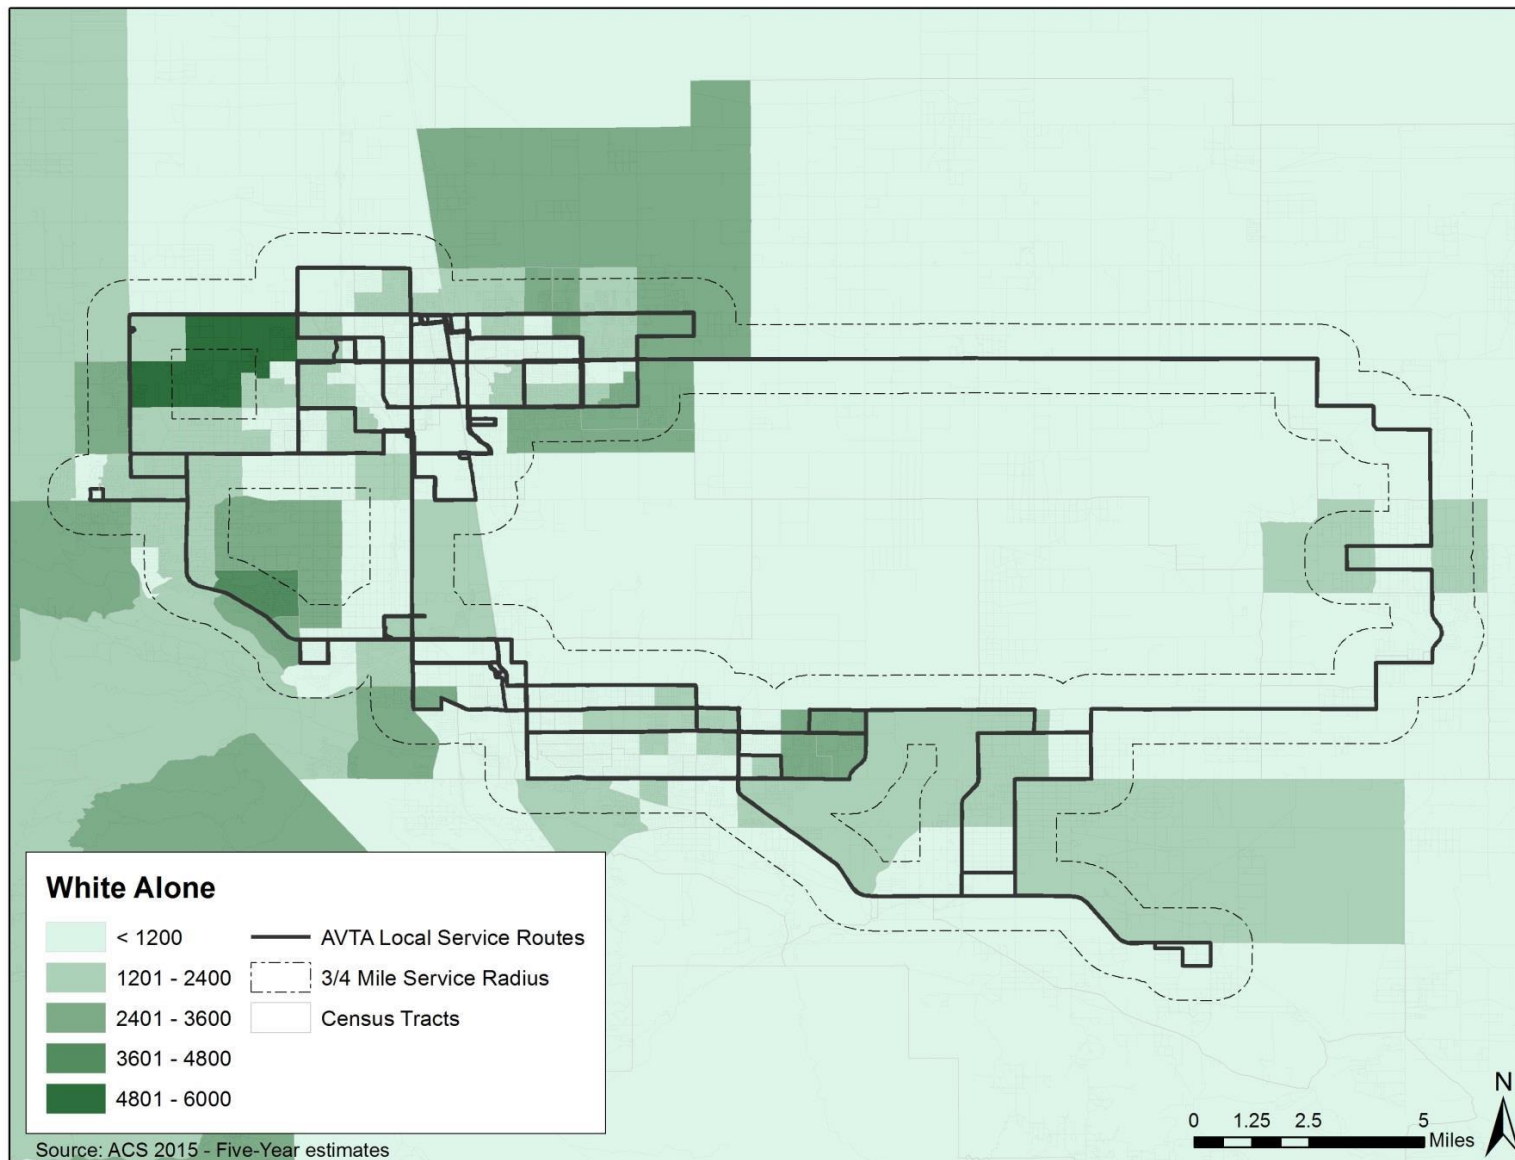 White Alone
< 1200
1201 - 2400
2401 - 3600
3601 - 4800
4801 - 6000
AVTA Local Service Routes
3/4 Mile Service Radius
Census Tracts
Source: ACS 2015 - Five-Year estimates
0 1.25 2.5 5
Miles
N